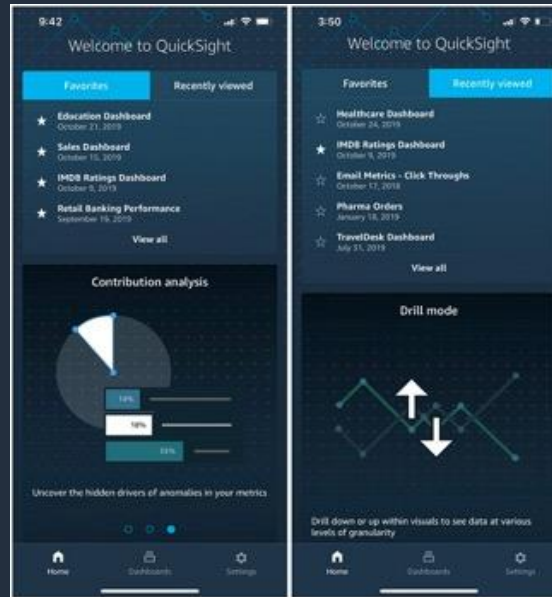 9:42
Welcome to QuickSight
Favorites
Recently viewed
Education Dashboard
October 21, 2019
Sales Dashboard
October 15, 2019
IMDB Ratings Dashboard
October 9, 2019
Retail Banking Performance
September 19, 2019
View all
Contribution analysis
18%
Uncover the hidden drivers of anomalies in your metrics
Home
Dashboards
Settings
3:50
Welcome to QuickSight
Favorites
Recently viewed
Healthcare Dashboard
October 24, 2019
IMDB Ratings Dashboard
October 9, 2019
Email Metrics - Click Throughs
October 17, 2018
Pharma Orders
January 18, 2019
TravelDesk Dashboard
July 31, 2019
View all
Drill mode
Drill down or up within visuals to see data at various
levels of granularity
Home
Dashboards
Settings